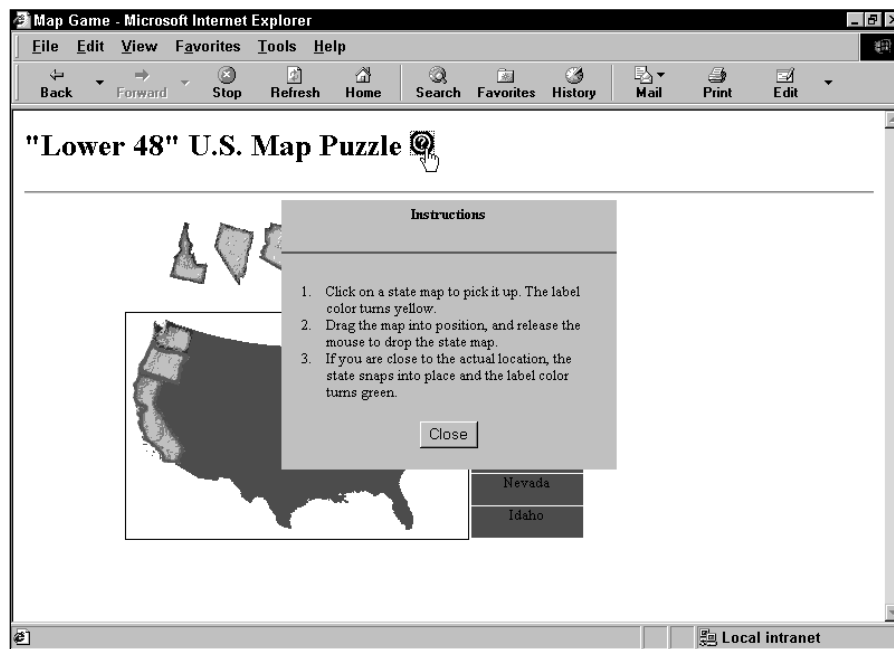 Map Game - Microsoft Internet Explorer
File Edit View Favorites Tools Help
Back Forward Stop Refresh Home Search Favorites History Mail Print Edit
"Lower 48" U.S. Map Puzzle
Instructions
1. Click on a state map to pick it up. The label
color turns yellow.
2. Drag the map into position, and release the
mouse to drop the state map.
3. If you are close to the actual location, the
state snaps into place and the label color
turns green.
Close
Nevada
Idaho
Local intranet